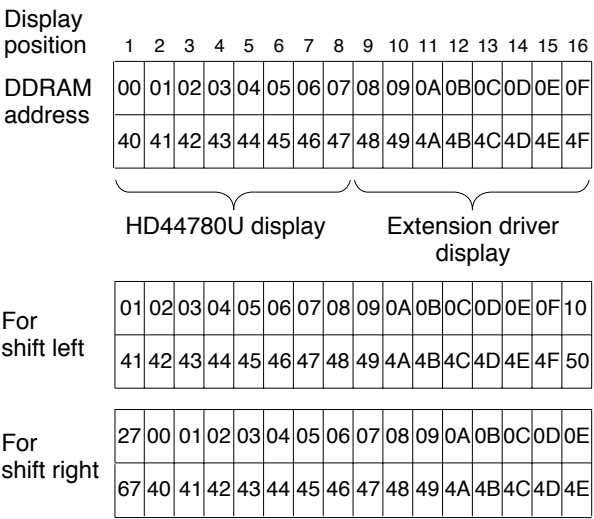 Display
position 1 2 3 4 5 6 7 8 9 10 11 12 13 14 15 16
DDRAM
address
00 01 02 03 04 05 06 07 08 09 0A 0B 0C 0D 0E 0F
40 41 42 43 44 45 46 47 48 49 4A 4B 4C 4D 4E 4F
HD44780U display
Extension driver
display
For
shift left
01 02 03 04 05 06 07 08 09 0A 0B 0C 0D 0E 0F 10
41 42 43 44 45 46 47 48 49 4A 4B 4C 4D 4E 4F 50
For
shift right
27 00 01 02 03 04 05 06 07 08 09 0A 0B 0C 0D 0E
67 40 41 42 43 44 45 46 47 48 49 4A 4B 4C 4D 4E